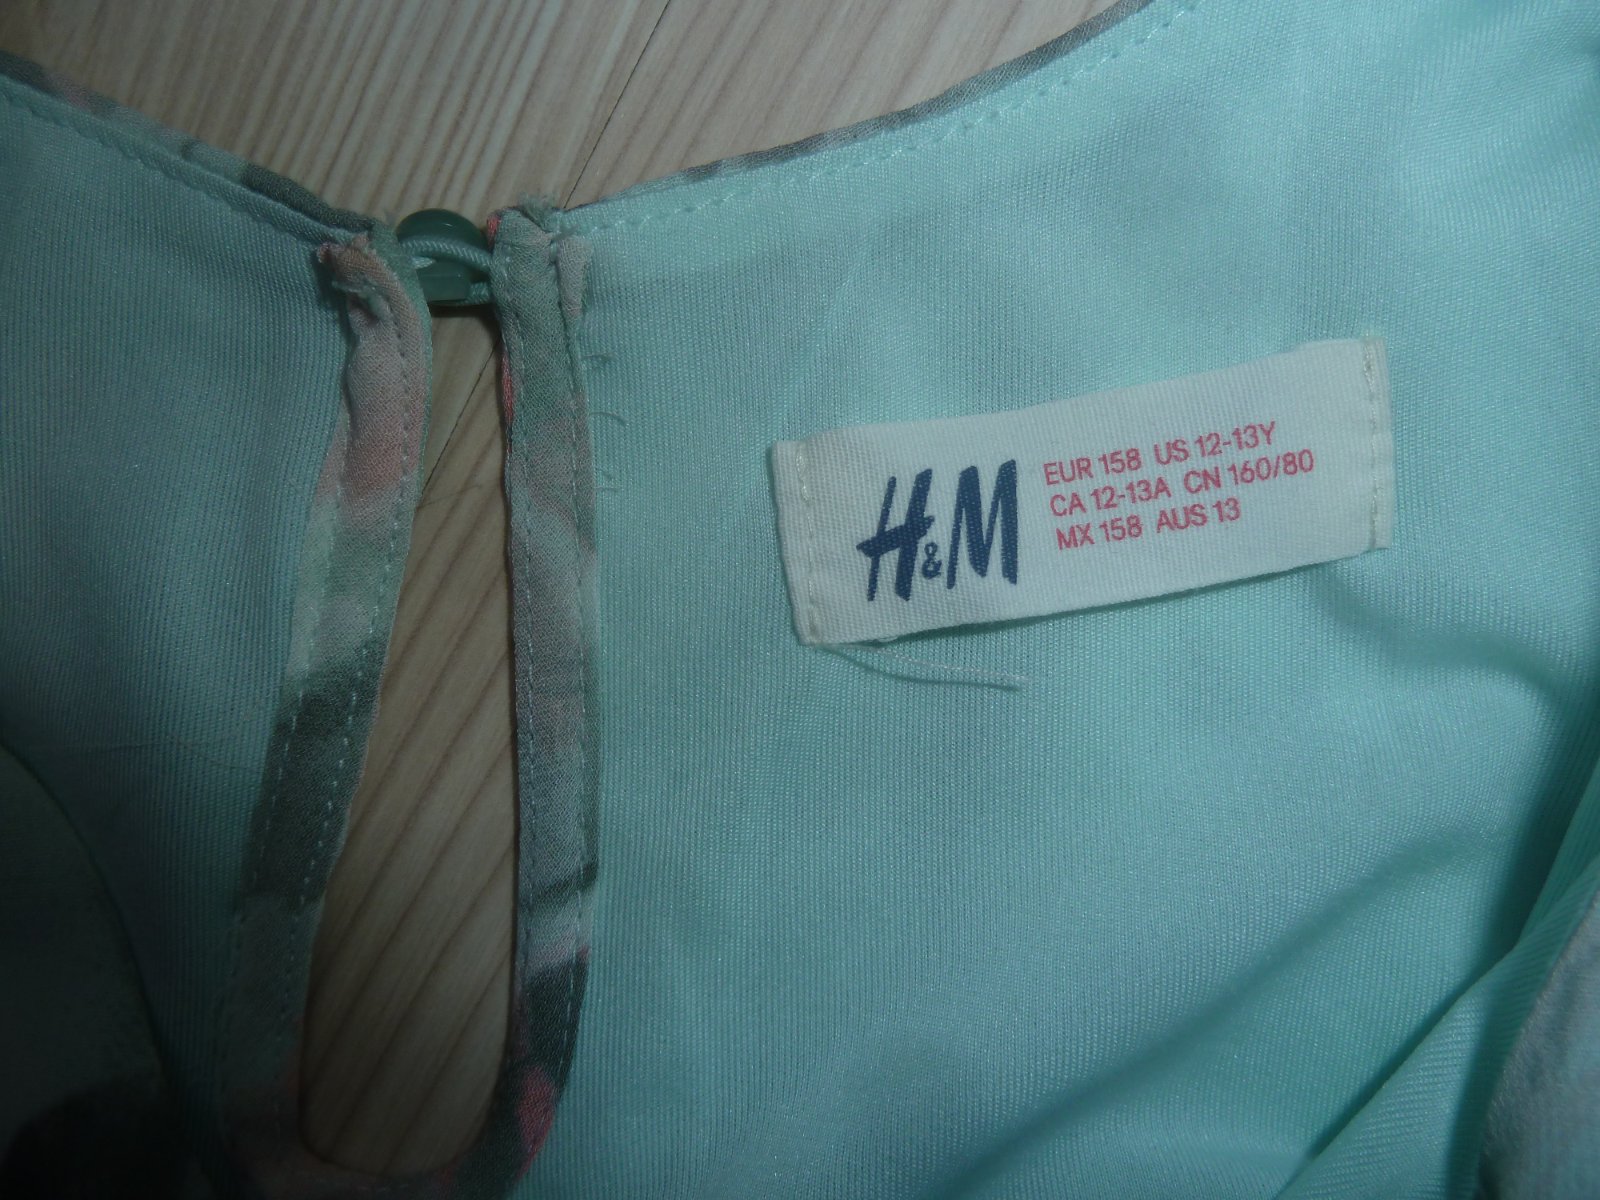 H&M
EUR 158 US 12-13Y
CA 12-13A CN 160/80
MX 158 AUS 13